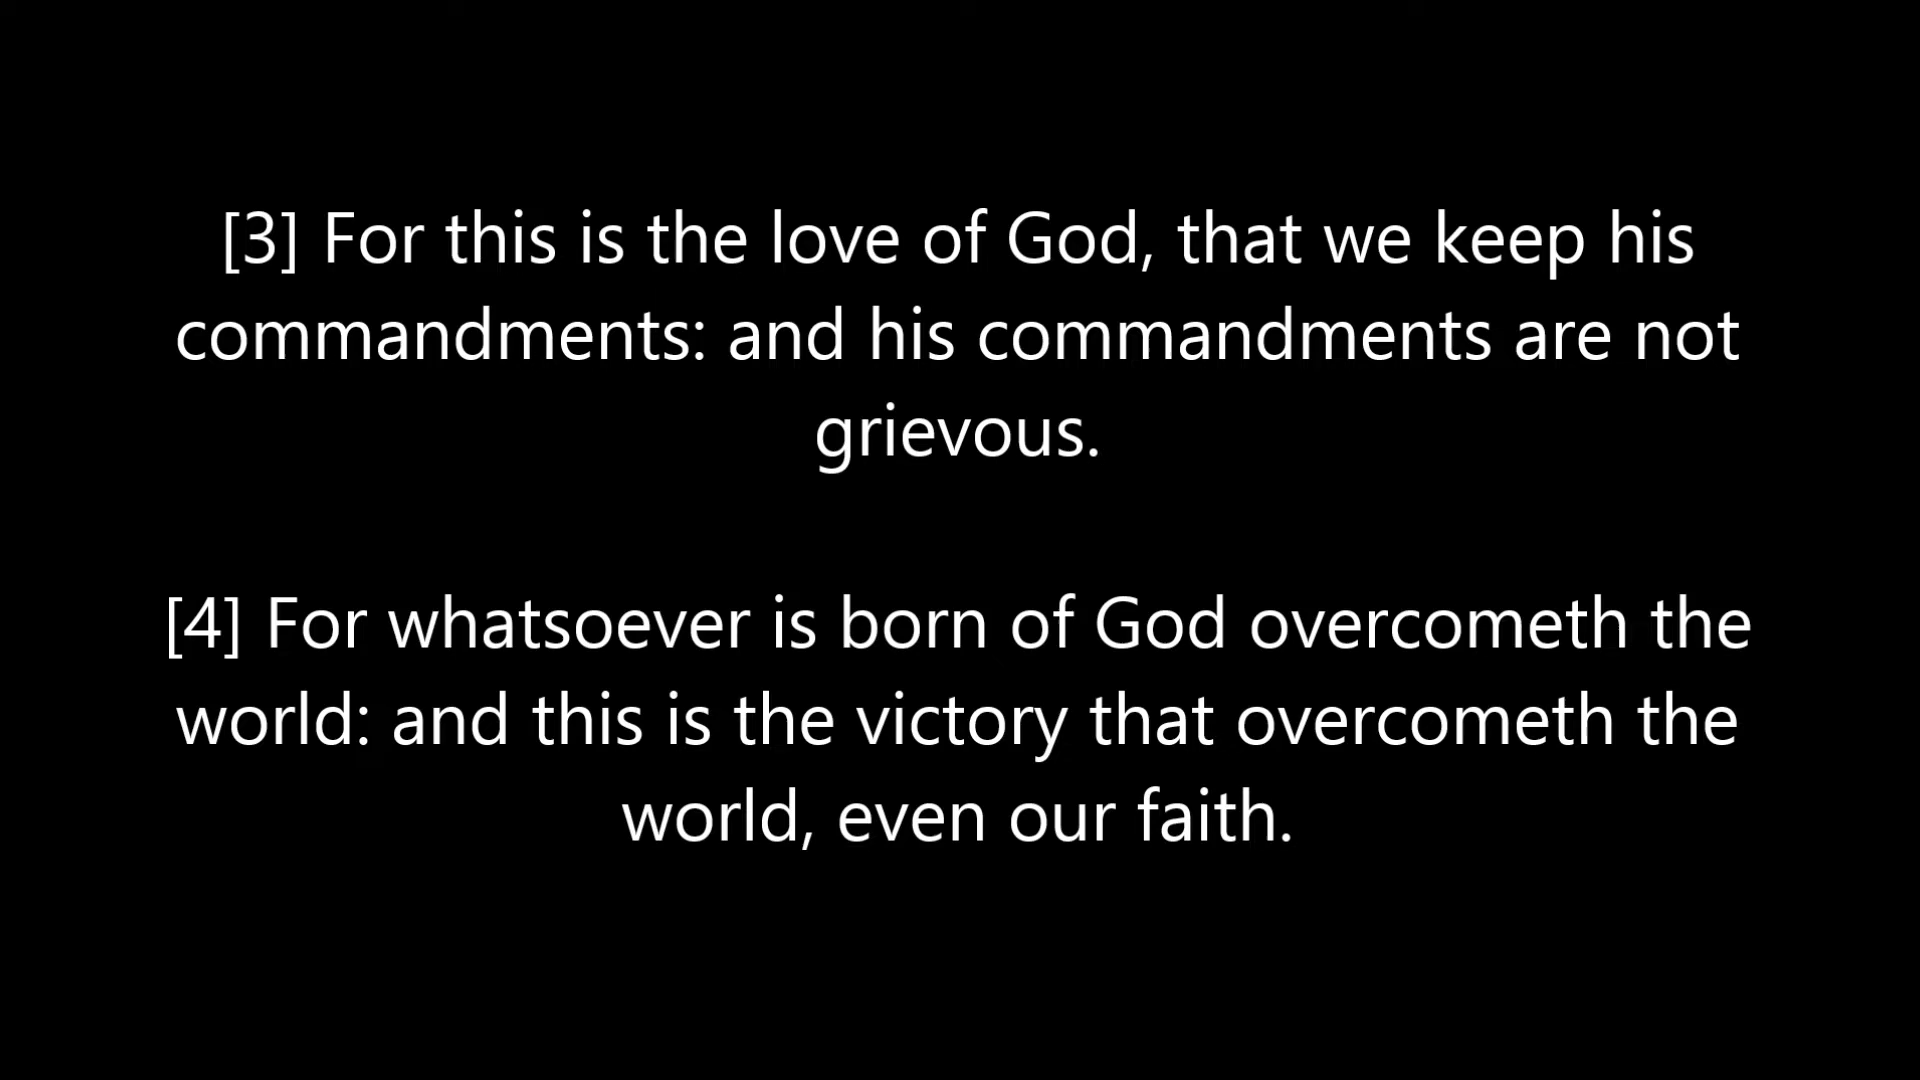 [3] For this is the love of God, that we keep his
commandments: and his commandments are not
grievous.
[4] For whatsoever is born of God overcometh the
world: and this is the victory that overcometh the
world, even our faith.